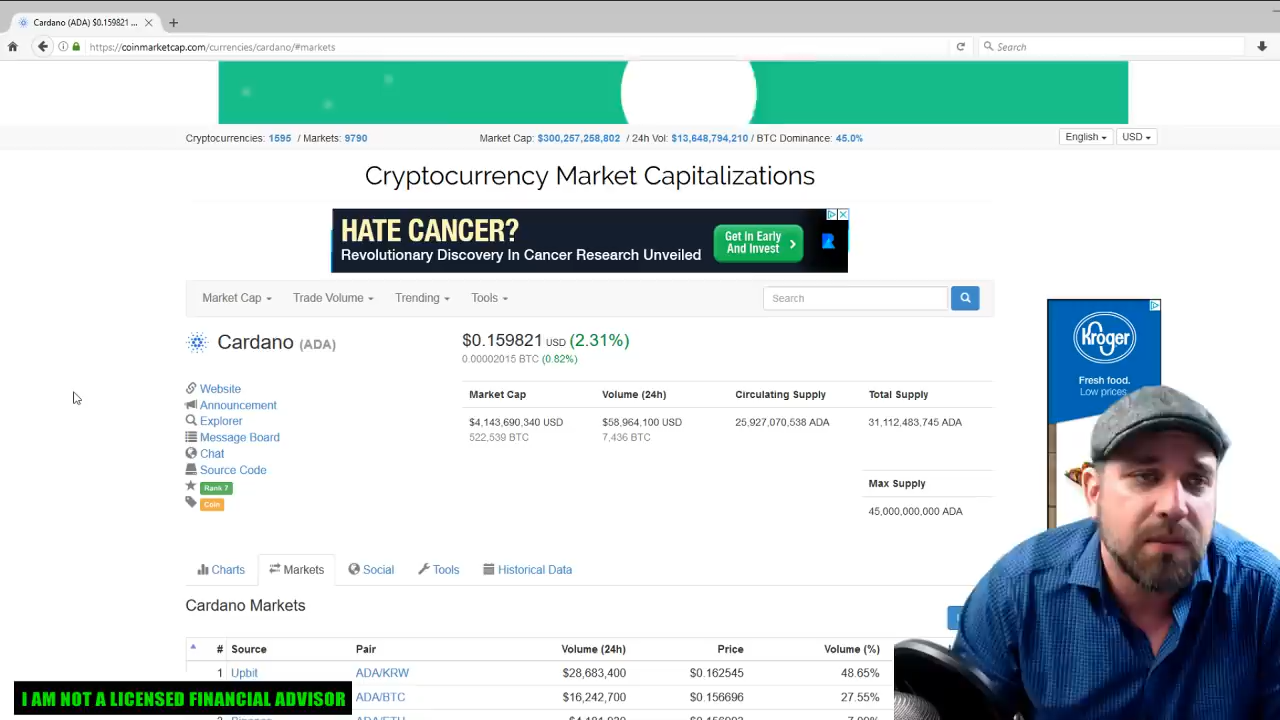 Cardano (ADA) $0.159821 ...
https://coinmarketcap.com/currencies/cardano/#markets
Search
Cryptocurrencies: 1595 / Markets: 9790
Market Cap: $300,257,258,802 / 24h Vol: $13,648,794,210 / BTC Dominance: 45.0%
English
USD
Cryptocurrency Market Capitalizations
HATE CANCER?
Revolutionary Discovery In Cancer Research Unveiled
Get In Early
And Invest
Market Cap
Trade Volume
Trending
Tools
Search
Kroger
Fresh food.
Low prices.
Cardano (ADA)
$0.159821 USD (2.31%)
0.00002015 BTC (0.82%)
Website
Announcement
Explorer
Message Board
Chat
Source Code
Rank 7
Coin
Market Cap
Volume (24h)
Circulating Supply
Total Supply
$4,143,690,340 USD
$58,964,100 USD
25,927,070,538 ADA
31,112,483,745 ADA
522,539 BTC
7,436 BTC
Max Supply
45,000,000,000 ADA
Charts
Markets
Social
Tools
Historical Data
Cardano Markets
# Source Pair Volume (24h) Price Volume (%)
1 Upbit ADA/KRW $28,683,400 $0.162545 48.65%
ADA/BTC $16,242,700 $0.156696 27.55%
I AM NOT A LICENSED FINANCIAL ADVISOR